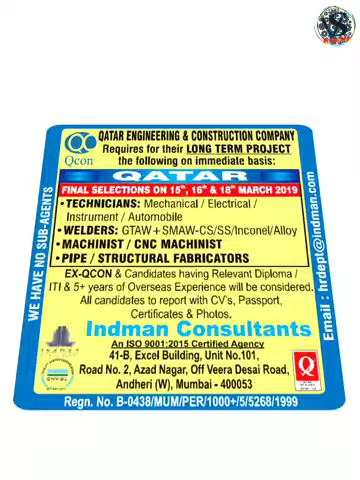 QATAR ENGINEERING & CONSTRUCTION COMPANY
Qcon
Requires for their LONG TERM PROJECT
the following on immediate basis:
QATAR
FINAL SELECTIONS ON 15th, 16th & 18th MARCH 2019
• TECHNICIANS: Mechanical / Electrical /
Instrument / Automobile
• WELDERS: GTAW + SMAW-CS/SS/Inconel/Alloy
• MACHINIST / CNC MACHINIST
• PIPE / STRUCTURAL FABRICATORS
EX-QCON & Candidates having Relevant Diploma /
ITI & 5+ years of Overseas Experience will be considered.
All candidates to report with CV's, Passport,
Certificates & Photos.
Indman Consultants
An ISO 9001:2015 Certified Agency
41-B, Excel Building, Unit No.101,
Road No. 2, Azad Nagar, Off Veera Desai Road,
Andheri (W), Mumbai - 400053
Regn. No. B-0438/MUM/PER/1000+/5/5268/1999
WE HAVE NO SUB-AGENTS
Email : hrdept@indman.com